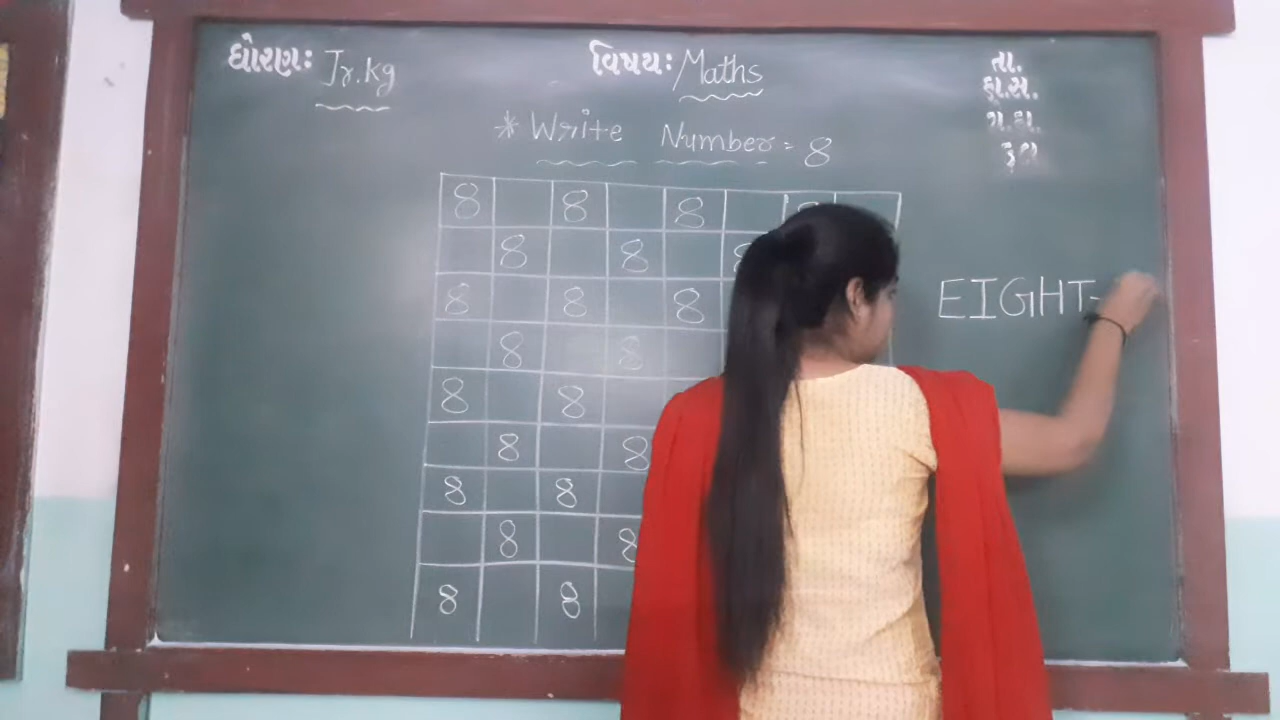 ધોરણ: Jr.kg
વિષય: Maths
તા.
કુ.સ.
ગ.હા.
કુલ
* Write Number = 8
8 8 8 8
8 8 8
8 8 8
8 8
8 8
8 8
8 8
8 8
8 8
EIGHT-